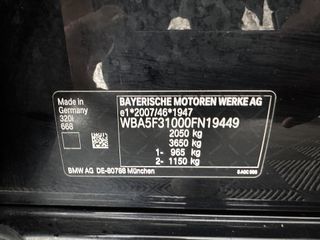 BAYERISCHE MOTOREN WERKE AG
e1*2007/46*1947
Made in
Germany
320i
668
WBA5F31000FN19449
2050 kg
3650 kg
1- 965 kg
2- 1150 kg
BMW AG DE-80788 München